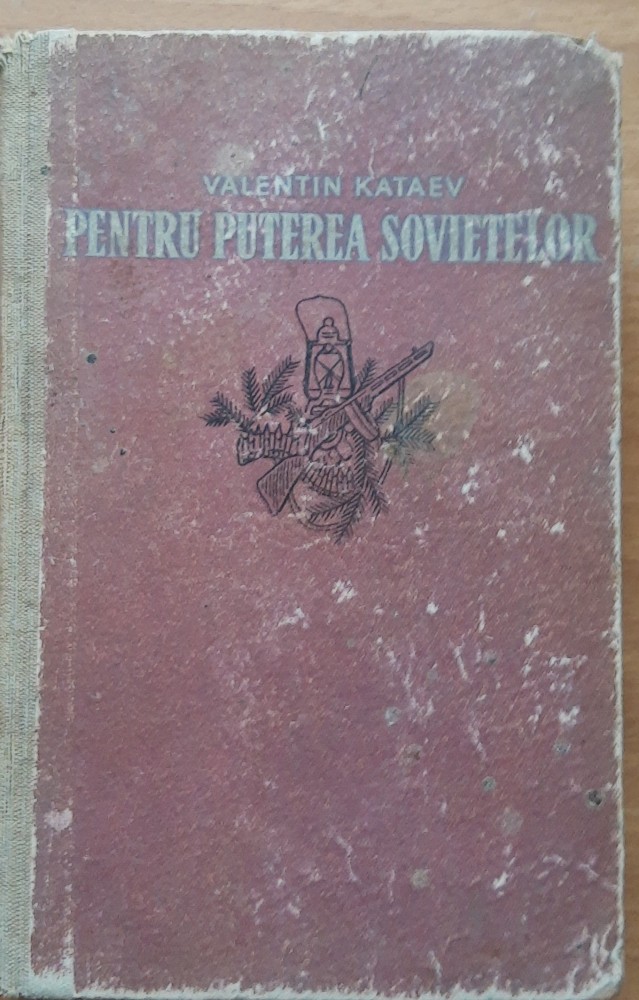 VALENTIN KATAEV
PENTRU PUTEREA SOVIETELOR